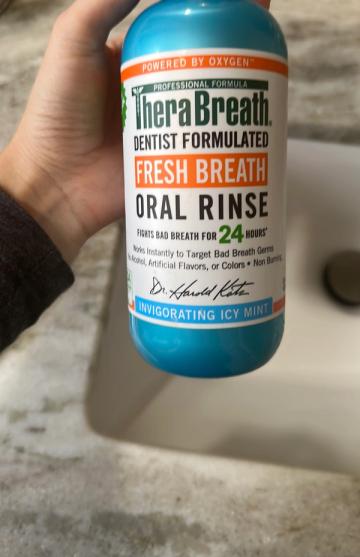 POWERED BY OXYGEN™
PROFESSIONAL FORMULA
TheraBreath®
DENTIST FORMULATED
FRESH BREATH
ORAL RINSE
FIGHTS BAD BREATH FOR 24 HOURS*
Works Instantly to Target Bad Breath Germs
Alcohol, Artificial Flavors, or Colors • Non Burning
Dr. Harold Katz
INVIGORATING ICY MINT